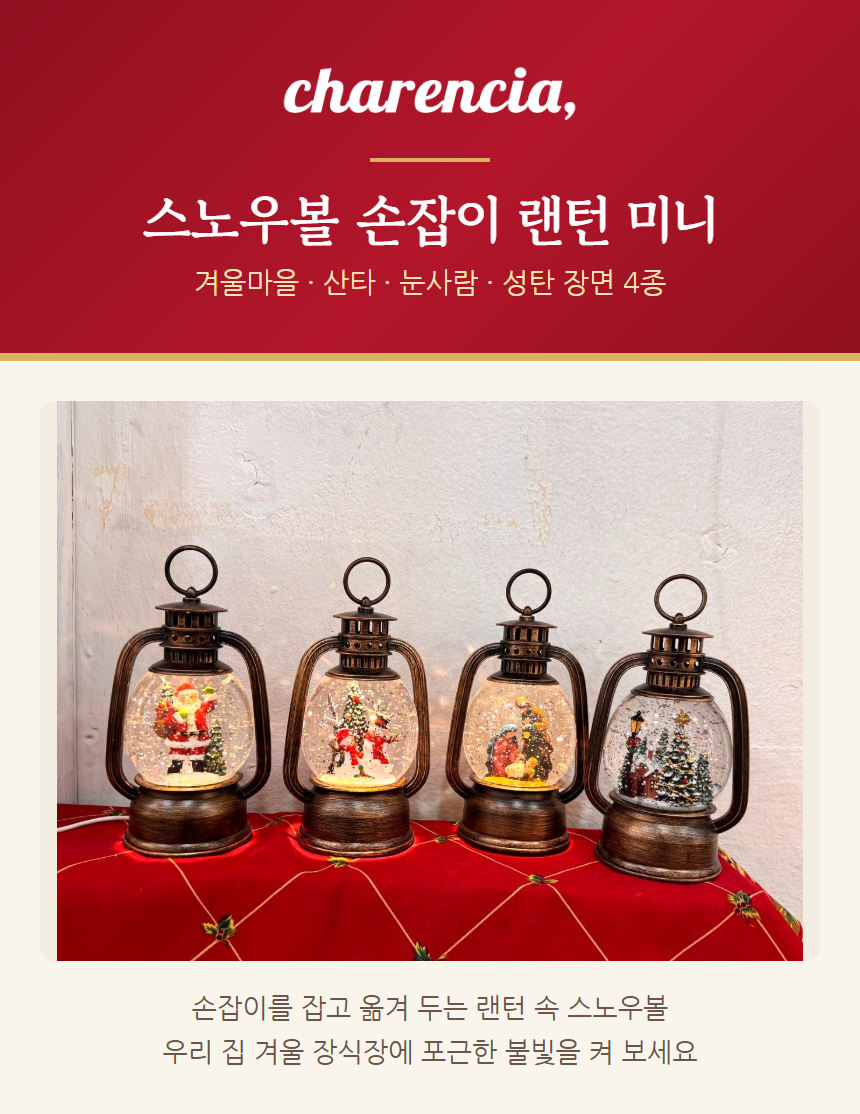 charencia,
스노우볼 손잡이 랜턴 미니
겨울마을 · 산타 · 눈사람 · 성탄 장면 4종
손잡이를 잡고 옮겨 두는 랜턴 속 스노우볼
우리 집 겨울 장식장에 포근한 불빛을 켜 보세요